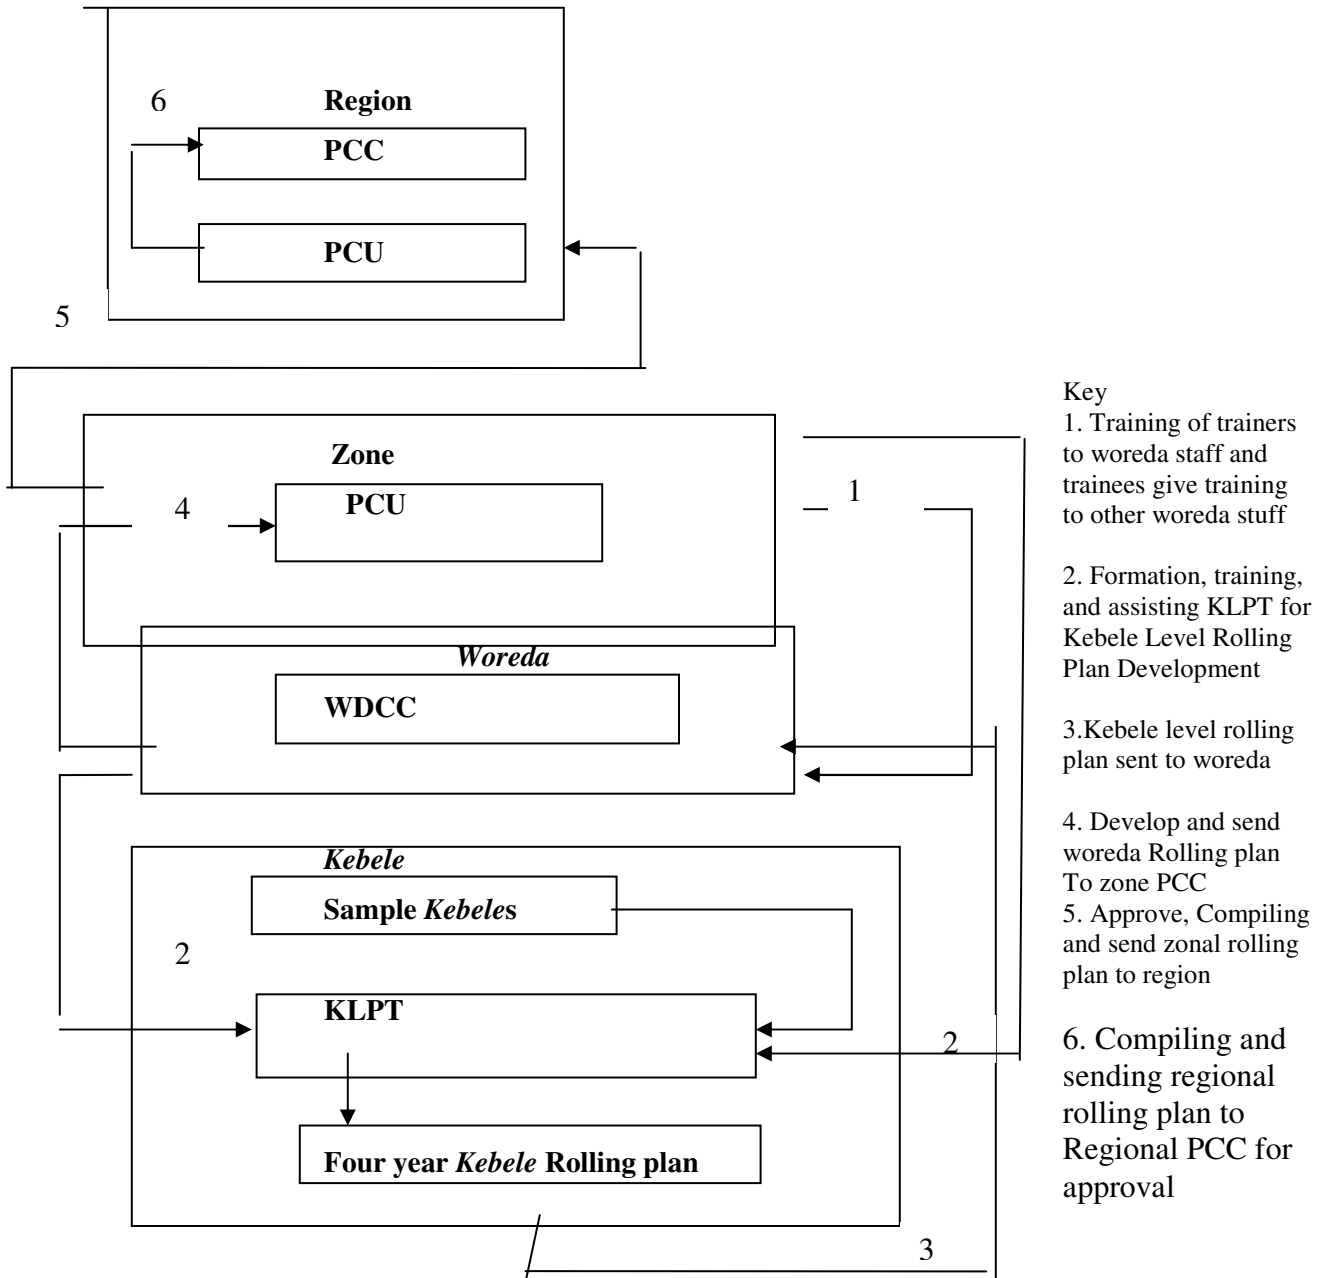 6
Region
PCC
PCU
5
Zone
4
PCU
1
Woreda
WDCC
Kebele
Sample Kebeles
2
KLPT
2
Four year Kebele Rolling plan
3
Key
1. Training of trainers
to woreda staff and
trainees give training
to other woreda stuff
2. Formation, training,
and assisting KLPT for
Kebele Level Rolling
Plan Development
3.Kebele level rolling
plan sent to woreda
4. Develop and send
woreda Rolling plan
To zone PCC
5. Approve, Compiling
and send zonal rolling
plan to region
6. Compiling and
sending regional
rolling plan to
Regional PCC for
approval